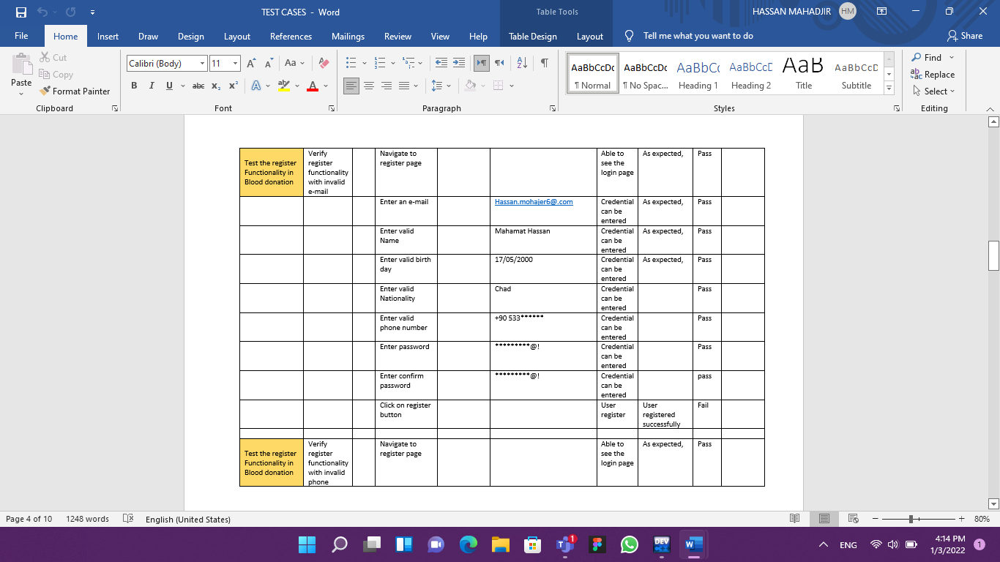 TEST CASES - Word
Table Tools
HASSAN MAHADJIR
HM
File
Home
Insert
Draw
Design
Layout
References
Mailings
Review
View
Help
Table Design
Layout
Tell me what you want to do
Share
Paste
Cut
Copy
Format Painter
Clipboard
Calibri (Body)
11
Font
Paragraph
AaBbCcDc
¶ Normal
AaBbCcDc
¶ No Spac...
AaBbCc
Heading 1
AaBbCcD
Heading 2
AaB
Title
AaBbCcD
Subtitle
Styles
Find
Replace
Select
Editing
Test the register
Functionality in
Blood donation
Verify
register
functionality
with invalid
e-mail
Navigate to
register page
Able to
see the
login page
As expected,
Pass
Enter an e-mail
Hassan.mohajer6@.com
Credential
can be
entered
As expected,
Pass
Enter valid
Name
Mahamat Hassan
Credential
can be
entered
As expected,
Pass
Enter valid birth
day
17/05/2000
Credential
can be
entered
As expected,
Pass
Enter valid
Nationality
Chad
Credential
can be
entered
Pass
Enter valid
phone number
+90 533******
Credential
can be
entered
Pass
Enter password
*********@!
Credential
can be
entered
Pass
Enter confirm
password
*********@!
Credential
can be
entered
pass
Click on register
button
User
register
User
registered
successfully
Fail
Test the register
Functionality in
Blood donation
Verify
register
functionality
with invalid
phone
Navigate to
register page
Able to
see the
login page
As expected,
Pass
Page 4 of 10
1248 words
English (United States)
80%
1
DEV
ENG
4:14 PM
1/3/2022
1